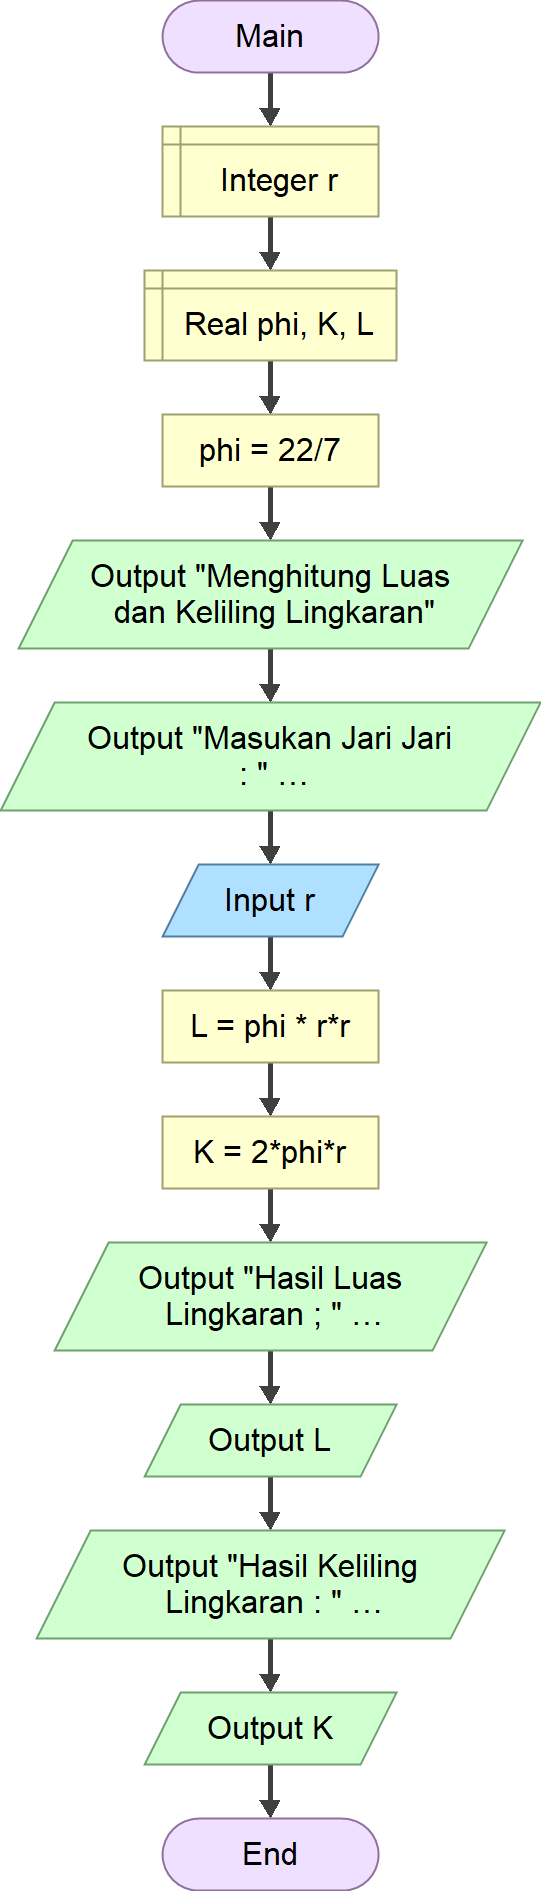 Main
Integer r
Real phi, K, L
phi = 22/7
Output "Menghitung Luas
dan Keliling Lingkaran"
Output "Masukan Jari Jari
: " …
Input r
L = phi * r*r
K = 2*phi*r
Output "Hasil Luas
Lingkaran ; " …
Output L
Output "Hasil Keliling
Lingkaran : " …
Output K
End